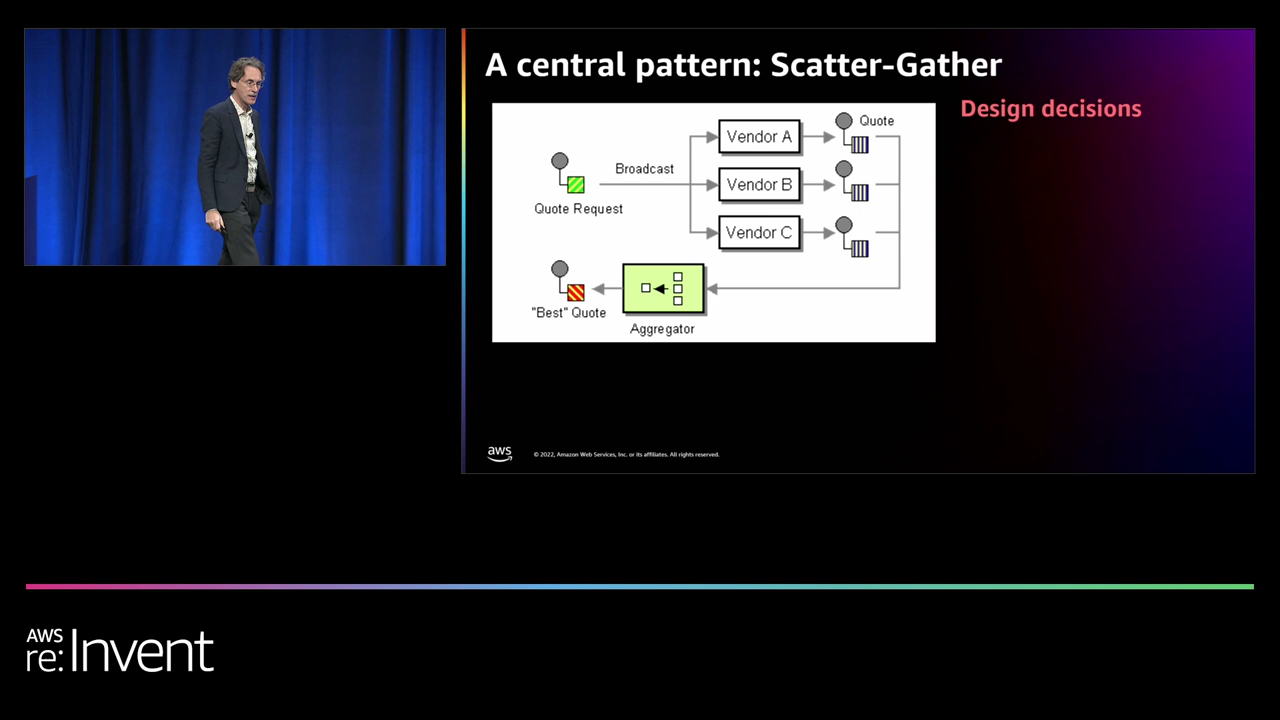 A central pattern: Scatter-Gather
Design decisions
Quote Request
Broadcast
Vendor A
Vendor B
Vendor C
Quote
"Best" Quote
Aggregator
aws
© 2022, Amazon Web Services, Inc. or its affiliates. All rights reserved.
AWS
re:Invent